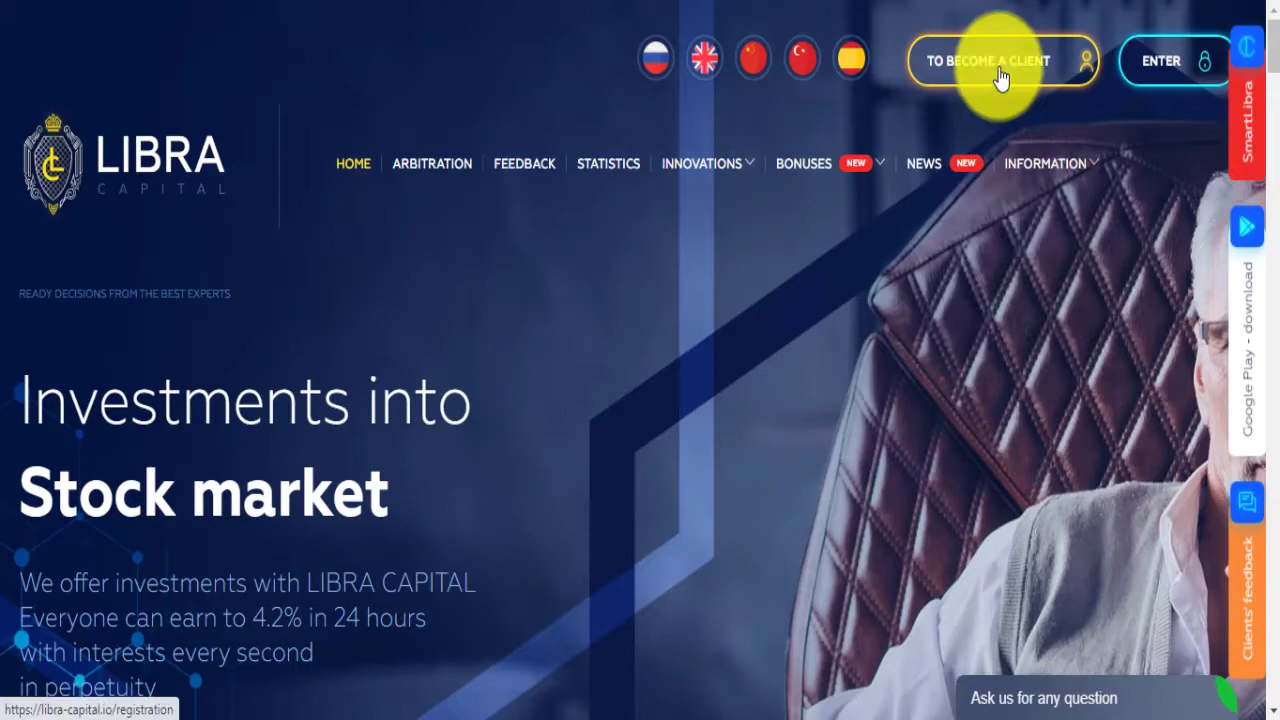 TO BECOME A CLIENT
ENTER
LIBRA
CAPITAL
HOME
ARBITRATION
FEEDBACK
STATISTICS
INNOVATIONS
BONUSES NEW
NEWS NEW
INFORMATION
SmartLibra
Google Play - download
Clients' feedback
READY DECISIONS FROM THE BEST EXPERTS
Investments into
Stock market
We offer investments with LIBRA CAPITAL
Everyone can earn to 4.2% in 24 hours
with interests every second
in perpetuity
https://libra-capital.io/registration
Ask us for any question